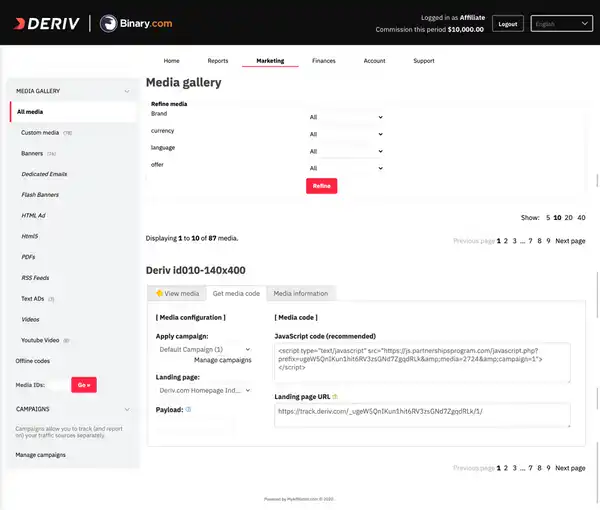 DERIV
Binary.com
Logged in as Affiliate
Commission this period $10,000.00
Logout
English
Home Reports Marketing Finances Account Support
MEDIA GALLERY
All media
Custom media (78)
Banners
Dedicated Emails
Flash Banners
HTML Ad
Html5
PDFs
RSS Feeds
Text ADs
Videos
Youtube Video
Offline codes
Media IDs:
Go »
CAMPAIGNS
Campaigns allow you to track (and report
on) your traffic sources separately.
Manage campaigns
Media gallery
Refine media
Brand All
currency All
language All
offer All
Refine
Show: 5 10 20 40
Displaying 1 to 10 of 87 media.
Previous page 1 2 3 ... 7 8 9 Next page
Deriv id010-140x400
View media Get media code Media information
[ Media configuration ]
Apply campaign:
Default Campaign (1)
Manage campaigns
Landing page:
Deriv.com Homepage Ind...
Payload:
[ Media code ]
JavaScript code (recommended)
<script type="text/javascript" src="https://js.partnershipsprogram.com/javascript.php?
prefix=ugeWSQnIKun1hit6RV3zsGNd7ZgqdRLk&amp;media=2724&amp;campaign=1">
</script>
Landing page URL
https://track.deriv.com/_ugeWSQnIKun1hit6RV3zsGNd7ZgqdRLk/1/
Previous page 1 2 3 ... 7 8 9 Next page
Powered by MyAffiliates.com © 2020